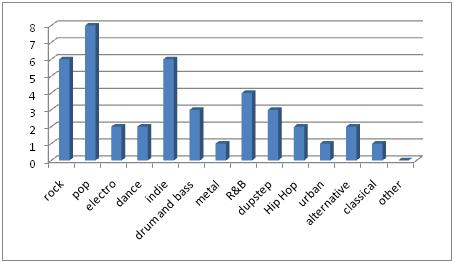 8
7
6
5
4
3
2
1
0
rock
pop
electro
dance
indie
drum and bass
metal
R&B
dupstep
Hip Hop
urban
alternative
classical
other